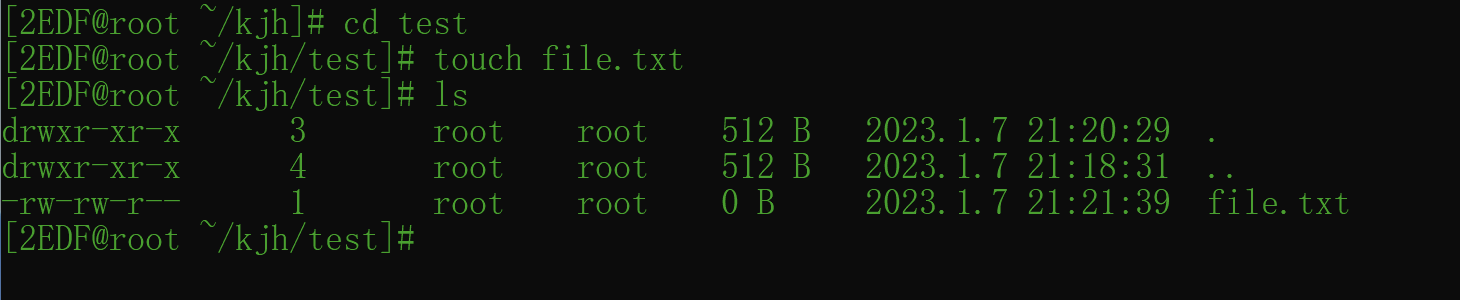 [2EDF@root ~/kjh]# cd test
[2EDF@root ~/kjh/test]# touch file.txt
[2EDF@root ~/kjh/test]# ls
drwxr-xr-x      3       root    root    512 B   2023.1.7 21:20:29  .
drwxr-xr-x      4       root    root    512 B   2023.1.7 21:18:31  ..
-rw-rw-r--      1       root    root    0 B     2023.1.7 21:21:39  file.txt
[2EDF@root ~/kjh/test]#